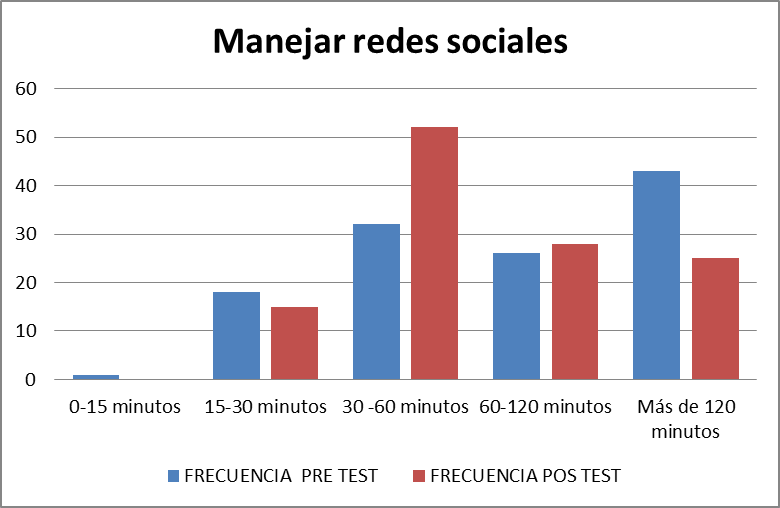 Manejar redes sociales
60
50
40
30
20
10
0
0-15 minutos
15-30 minutos
30 -60 minutos
60-120 minutos
Más de 120
minutos
FRECUENCIA  PRE TEST
FRECUENCIA POS TEST